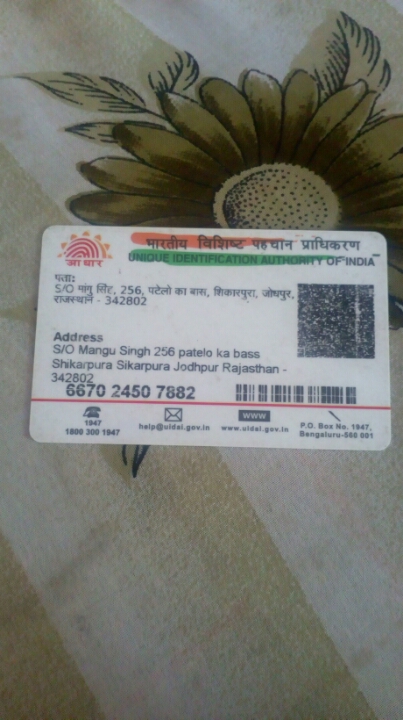 आधार
भारतीय विशिष्ट पहचान प्राधिकरण
UNIQUE IDENTIFICATION AUTHORITY OF INDIA
पता:
S/O मांगु सिंह, 256, पटेलो का बास, शिकारपुरा, जोधपुर,
राजस्थान - 342802
Address
S/O Mangu Singh 256 patelo ka bass
Shikarpura Sikarpura Jodhpur Rajasthan -
342802
6670 2450 7882
1947
1800 300 1947
help@uidai.gov.in
WWW
www.uidai.gov.in
P.O. Box No. 1947,
Bengaluru-560 001